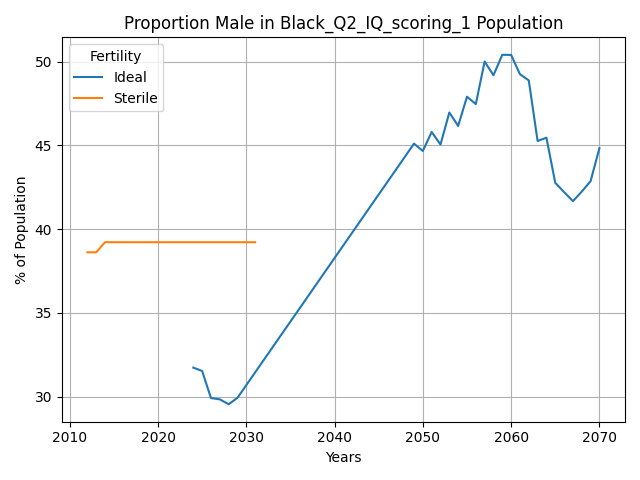 Proportion Male in Black_Q2_IQ_scoring_1 Population
Fertility
Ideal
Sterile
% of Population
50
45
40
35
30
2010 2020 2030 2040 2050 2060 2070
Years